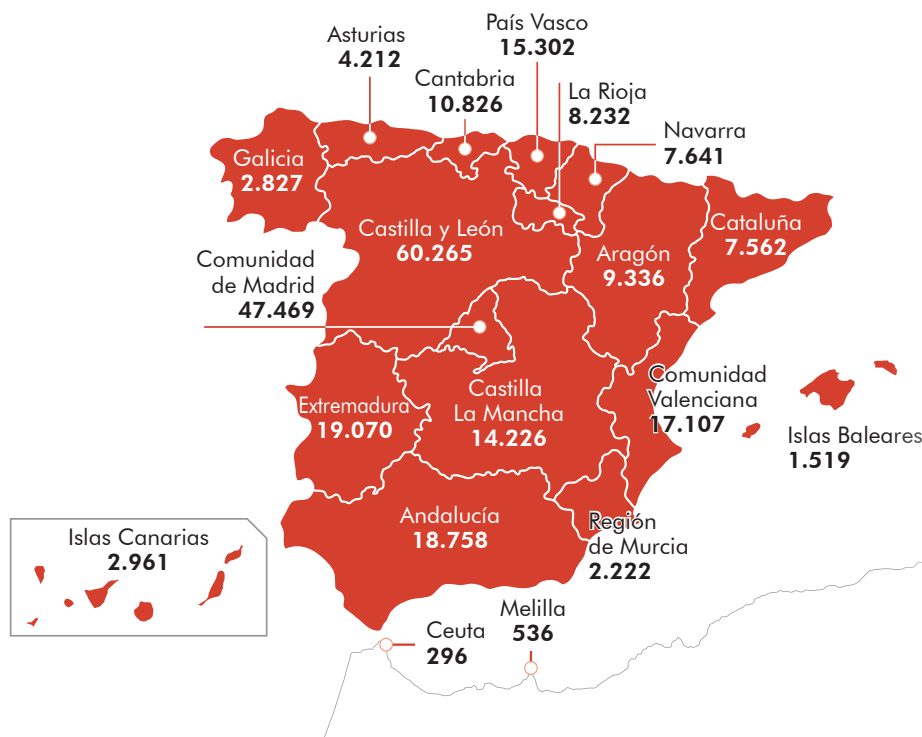 Asturias
4.212
País Vasco
15.302
Cantabria
10.826
La Rioja
8.232
Navarra
7.641
Galicia
2.827
Castilla y León
60.265
Cataluña
7.562
Aragón
9.336
Comunidad
de Madrid
47.469
Castilla
La Mancha
14.226
Extremadura
19.070
Comunidad
Valenciana
17.107
Islas Baleares
1.519
Andalucía
18.758
Región
de Murcia
2.222
Islas Canarias
2.961
Ceuta
296
Melilla
536